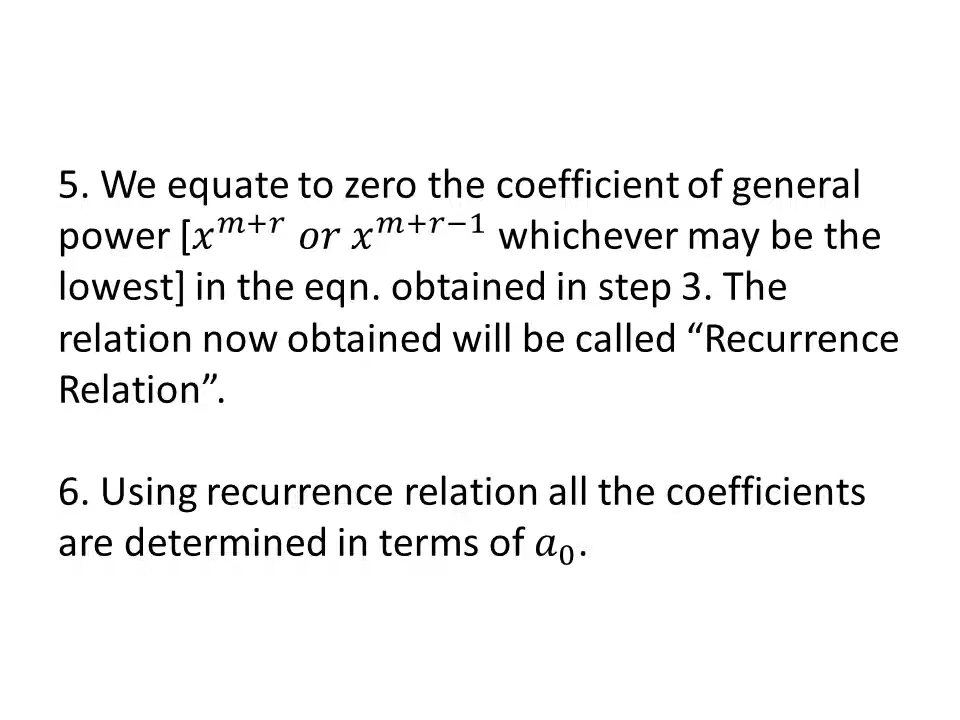 5. We equate to zero the coefficient of general
power [𝑥^{𝑚+𝑟} 𝑜𝑟 𝑥^{𝑚+𝑟−1} whichever may be the
lowest] in the eqn. obtained in step 3. The
relation now obtained will be called “Recurrence
Relation”.
6. Using recurrence relation all the coefficients
are determined in terms of 𝑎₀.